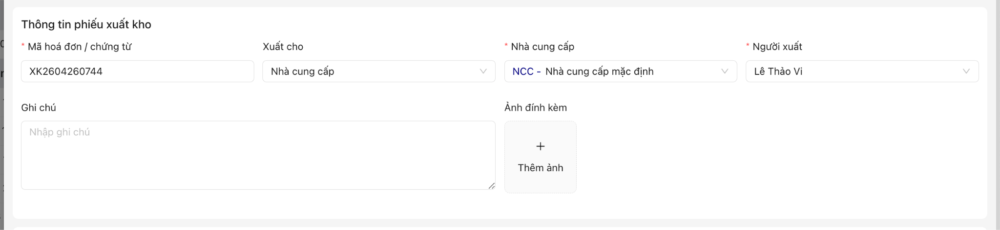 Thông tin phiếu xuất kho
* Mã hoá đơn / chứng từ
Xuất cho
* Nhà cung cấp
* Người xuất
XK2604260744
Nhà cung cấp
NCC - Nhà cung cấp mặc định
Lê Thảo Vi
Ghi chú
Ảnh đính kèm
Nhập ghi chú
+
Thêm ảnh